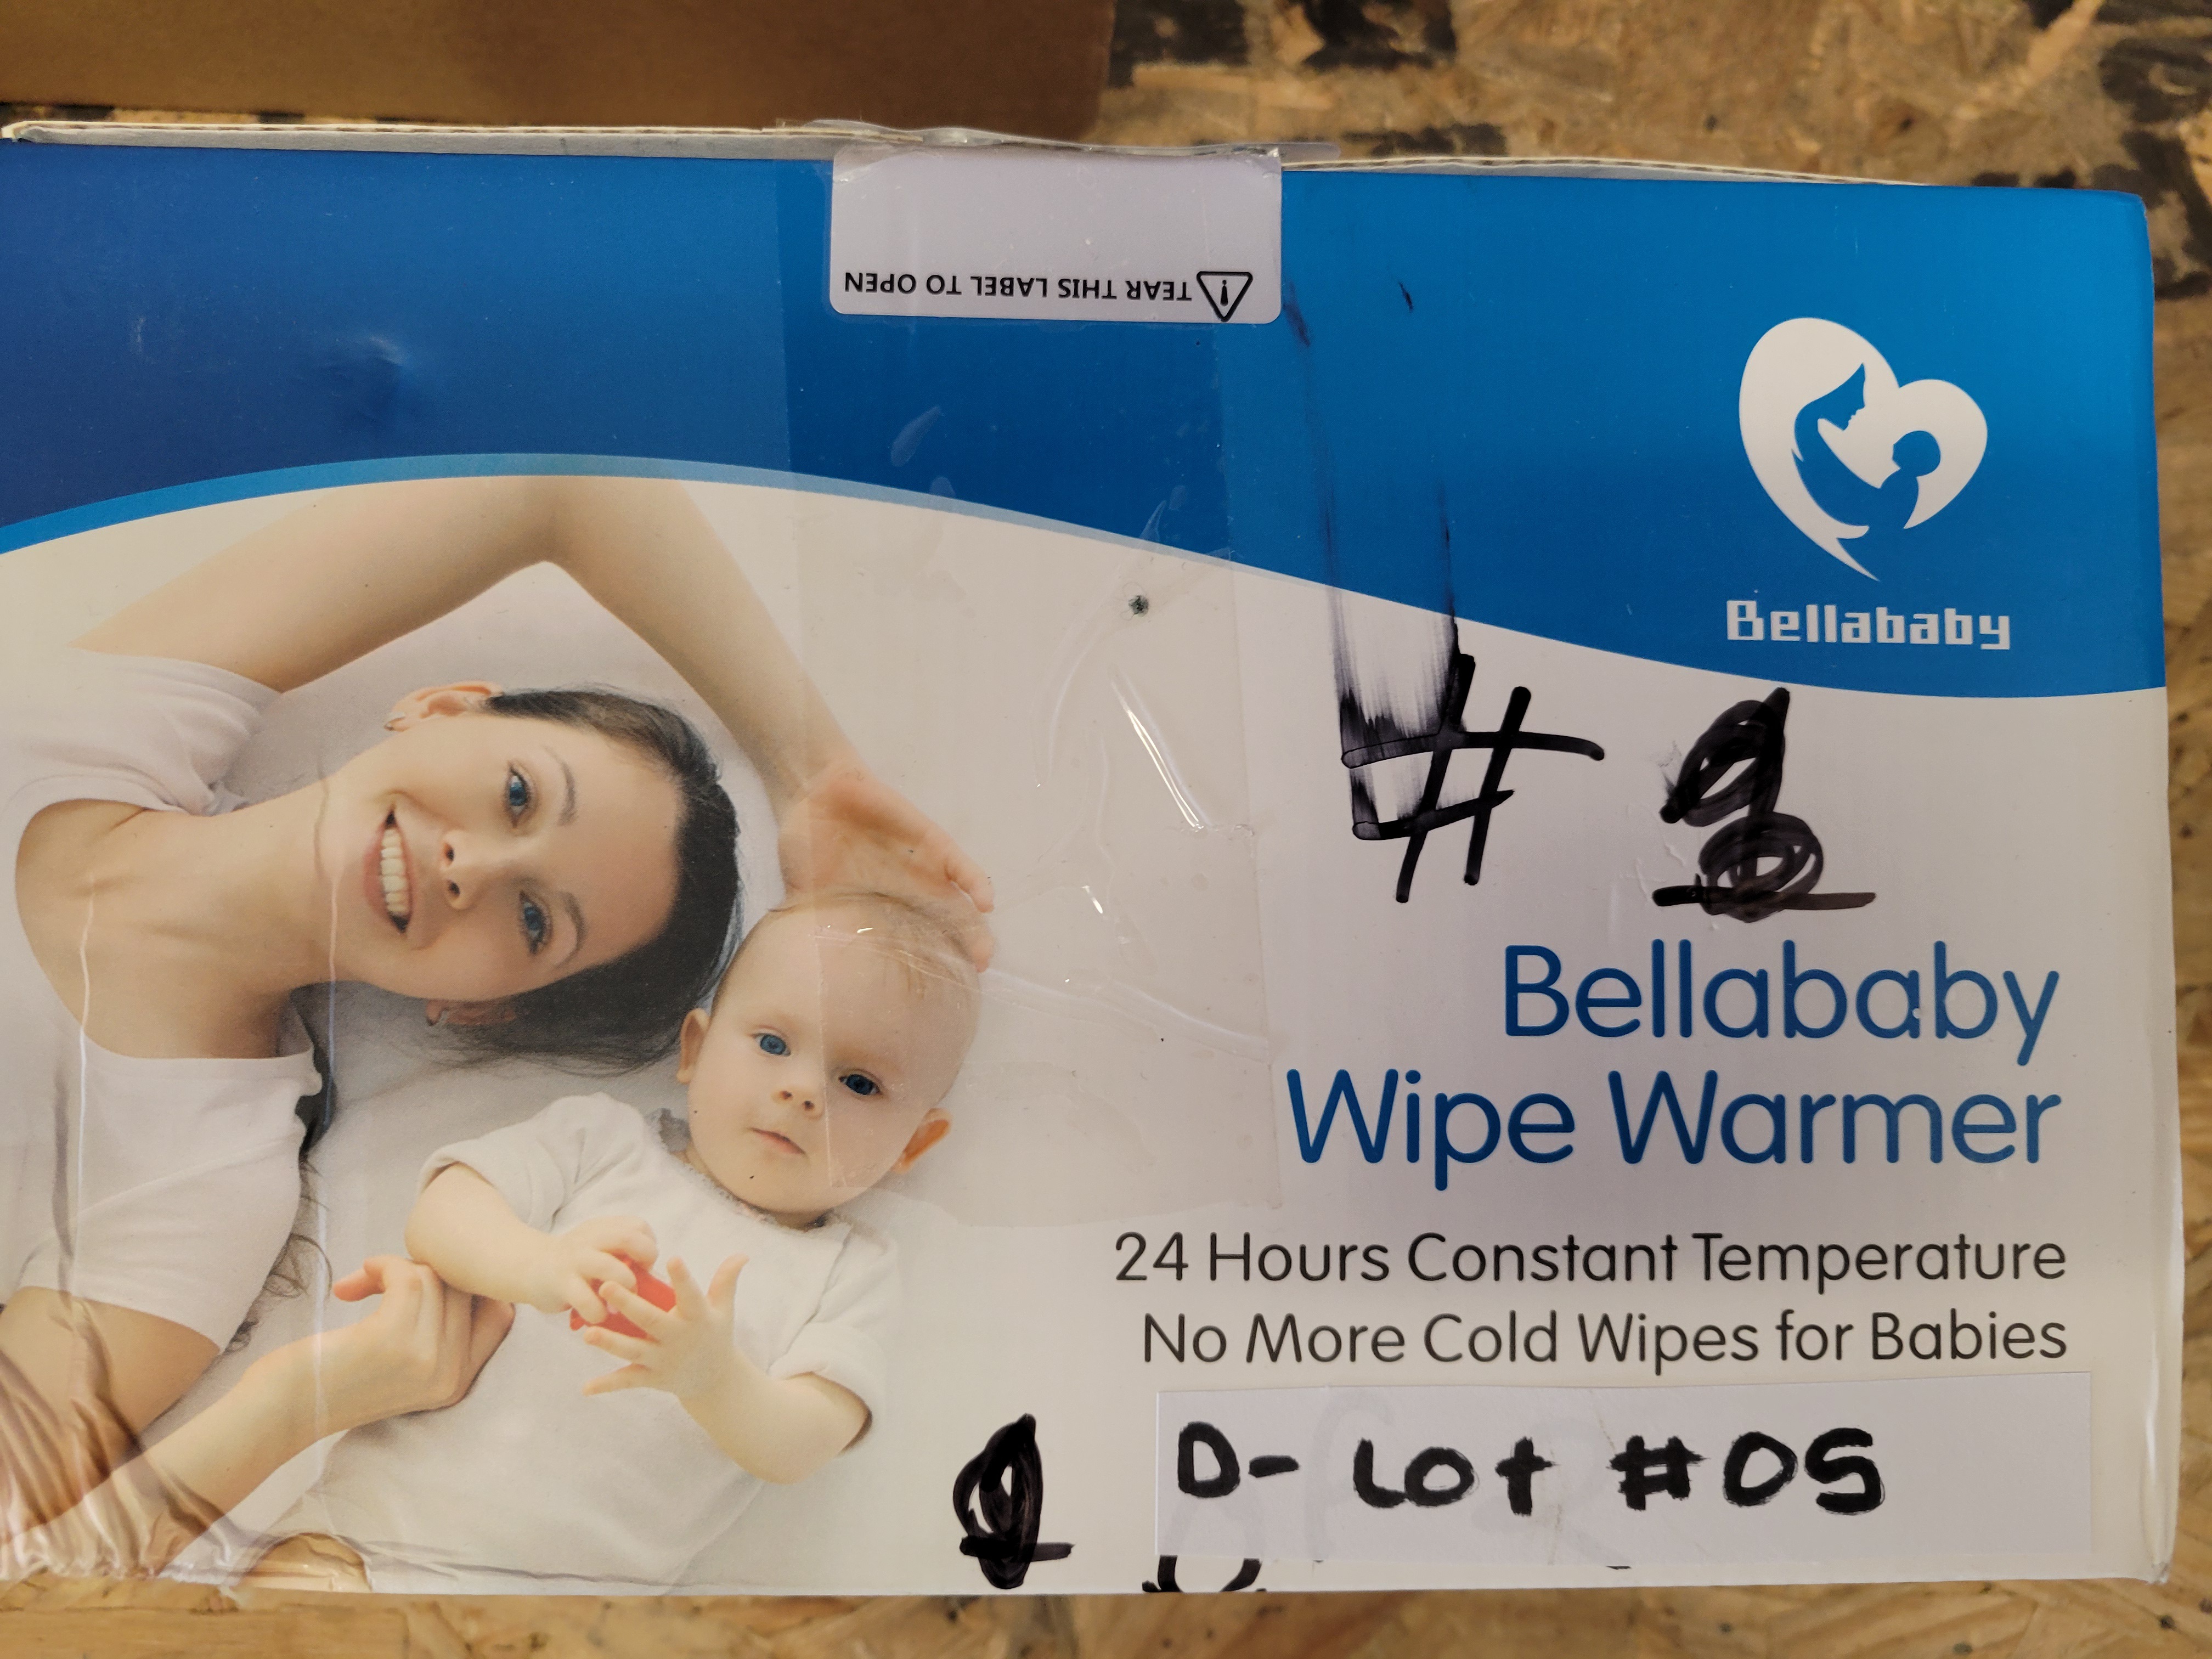 TEAR THIS LABEL TO OPEN
Bellababy
#
Bellababy
Wipe Warmer
24 Hours Constant Temperature
No More Cold Wipes for Babies
D- Lot #05